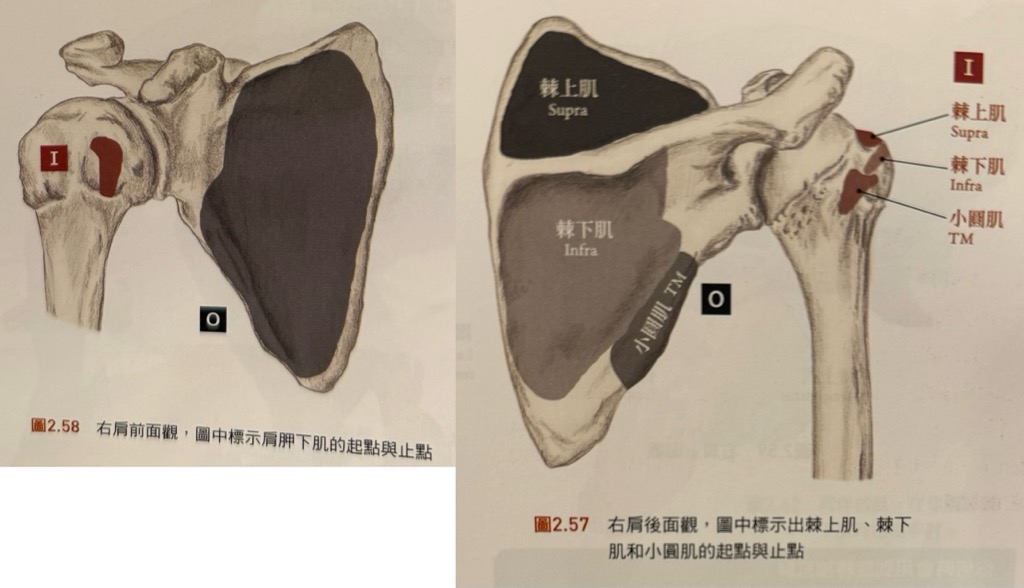 I
O
圖2.58 右肩前面觀，圖中標示肩胛下肌的起點與止點
棘上肌
Supra
棘下肌
Infra
小圓肌 TM
O
I
棘上肌
Supra
棘下肌
Infra
小圓肌
TM
圖2.57 右肩後面觀，圖中標示出棘上肌、棘下
肌和小圓肌的起點與止點